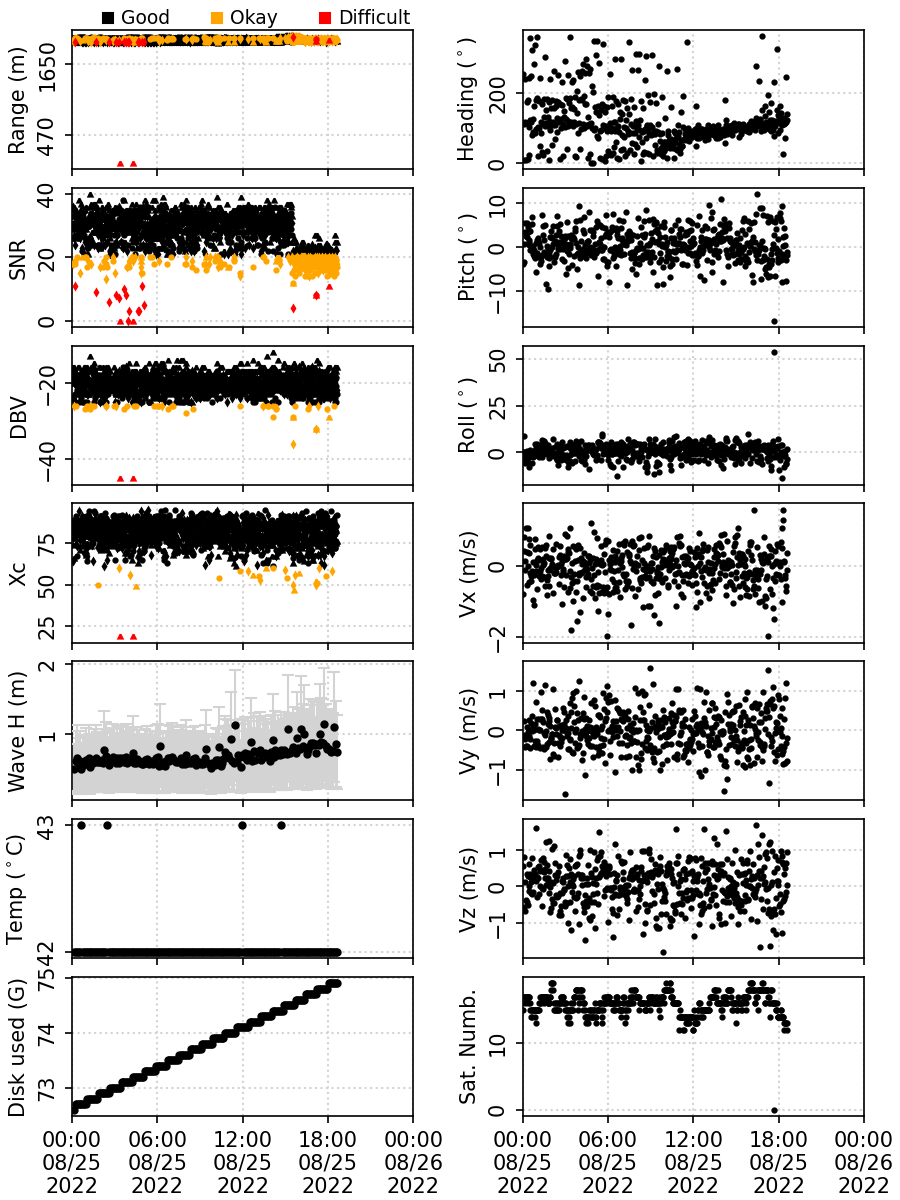 Good Okay Difficult
Range (m)
1650
470
Heading (°)
200
0
SNR
40
20
0
Pitch (°)
10
0
−10
DBV
−20
−40
Roll (°)
50
25
0
Xc
75
50
25
Vx (m/s)
0
−2
Wave H (m)
2
1
Vy (m/s)
1
0
−1
Temp (°C)
43
42
Vz (m/s)
1
0
−1
Disk used (G)
75
74
73
Sat. Numb.
10
0
00:00 06:00 12:00 18:00 00:00
08/25 08/25 08/25 08/25 08/26
2022 2022 2022 2022 2022
00:00 06:00 12:00 18:00 00:00
08/25 08/25 08/25 08/25 08/26
2022 2022 2022 2022 2022